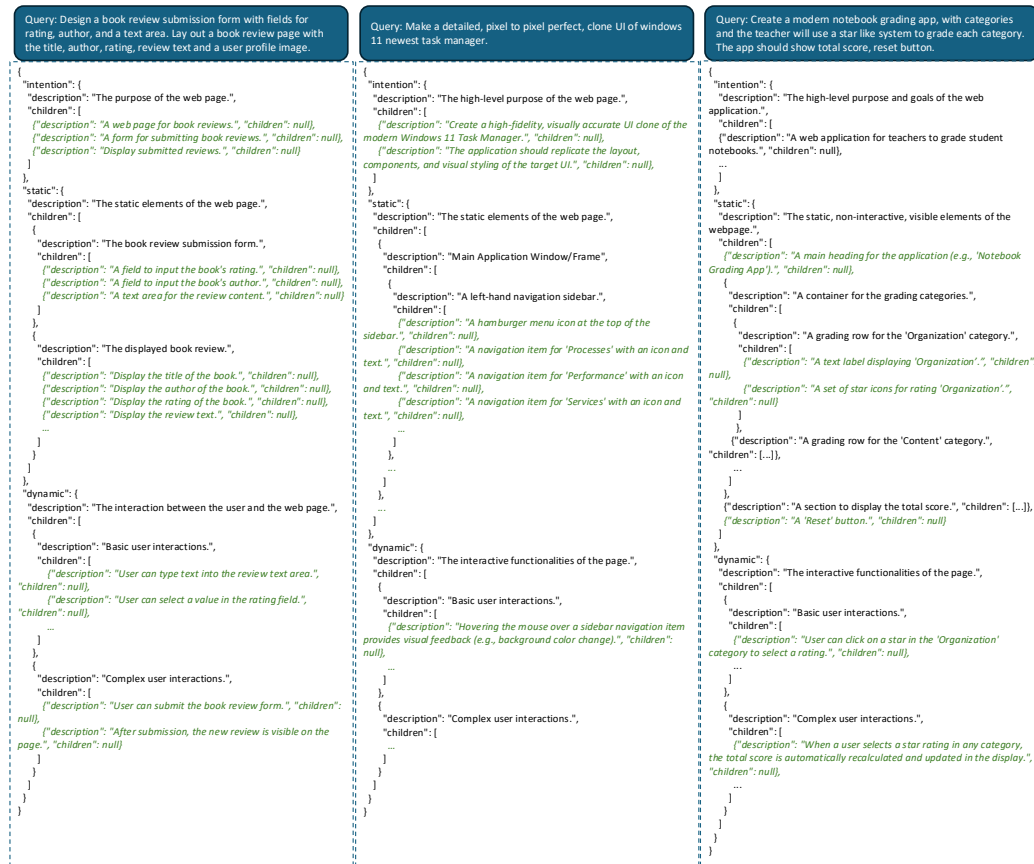 Query: Design a book review submission form with fields for
rating, author, and a text area. Lay out a book review page with
the title, author, rating, review text and a user profile image.
{
"intention": {
"description": "The purpose of the web page.",
"children": [
{"description": "A web page for book reviews.", "children": null},
{"description": "A form for submitting book reviews.", "children": null},
{"description": "Display submitted reviews.", "children": null}
]
},
"static": {
"description": "The static elements of the web page.",
"children": [
{
"description": "The book review submission form.",
"children": [
{"description": "A field to input the book's rating.", "children": null},
{"description": "A field to input the book's author.", "children": null},
{"description": "A text area for the review content.", "children": null}
]
},
{
"description": "The displayed book review.",
"children": [
{"description": "Display the title of the book.", "children": null},
{"description": "Display the author of the book.", "children": null},
{"description": "Display the rating of the book.", "children": null},
{"description": "Display the review text.", "children": null},
...
]
}
]
},
"dynamic": {
"description": "The interaction between the user and the web page.",
"children": [
{
"description": "Basic user interactions.",
"children": [
{"description": "User can type text into the review text area.",
"children": null},
{"description": "User can select a value in the rating field.",
"children": null},
...
]
},
{
"description": "Complex user interactions.",
"children": [
{"description": "User can submit the book review form.", "children":
null},
{"description": "After submission, the new review is visible on the
page.", "children": null}
]
}
]
}
}
Query: Make a detailed, pixel to pixel perfect, clone UI of windows
11 newest task manager.
{
"intention": {
"description": "The high-level purpose of the web page.",
"children": [
{"description": "Create a high-fidelity, visually accurate UI clone of the
modern Windows 11 Task Manager.", "children": null},
{"description": "The application should replicate the layout,
components, and visual styling of the target UI.", "children": null},
]
},
"static": {
"description": "The static elements of the web page.",
"children": [
{
"description": "Main Application Window/Frame",
"children": [
{
"description": "A left-hand navigation sidebar.",
"children": [
{"description": "A hamburger menu icon at the top of the
sidebar.", "children": null},
{"description": "A navigation item for 'Processes' with an icon and
text.", "children": null},
{"description": "A navigation item for 'Performance' with an icon
and text.", "children": null},
{"description": "A navigation item for 'Services' with an icon and
text.", "children": null},
...
]
},
...
]
},
...
]
},
"dynamic": {
"description": "The interactive functionalities of the page.",
"children": [
{
"description": "Basic user interactions.",
"children": [
{"description": "Hovering the mouse over a sidebar navigation item
provides visual feedback (e.g., background color change).", "children":
null},
...
]
},
{
"description": "Complex user interactions.",
"children": [
...
]
}
]
}
}
Query: Create a modern notebook grading app, with categories
and the teacher will use a star like system to grade each category.
The app should show total score, reset button.
{
"intention": {
"description": "The high-level purpose and goals of the web
application.",
"children": [
{"description": "A web application for teachers to grade student
notebooks.", "children": null},
...
]
},
"static": {
"description": "The static, non-interactive, visible elements of the
webpage.",
"children": [
{"description": "A main heading for the application (e.g., 'Notebook
Grading App').", "children": null},
{
"description": "A container for the grading categories.",
"children": [
{
"description": "A grading row for the 'Organization' category.",
"children": [
{"description": "A text label displaying 'Organization'.", "children":
null},
{"description": "A set of star icons for rating 'Organization'.",
"children": null}
]
},
{"description": "A grading row for the 'Content' category.",
"children": [...]},
...
]
},
{"description": "A section to display the total score.", "children": [...]},
{"description": "A 'Reset' button.", "children": null}
]
},
"dynamic": {
"description": "The interactive functionalities of the page.",
"children": [
{
"description": "Basic user interactions.",
"children": [
{"description": "User can click on a star in the 'Organization'
category to select a rating.", "children": null},
...
]
},
{
"description": "Complex user interactions.",
"children": [
{"description": "When a user selects a star rating in any category,
the total score is automatically recalculated and updated in the display.",
"children": null},
...
]
}
]
}
}